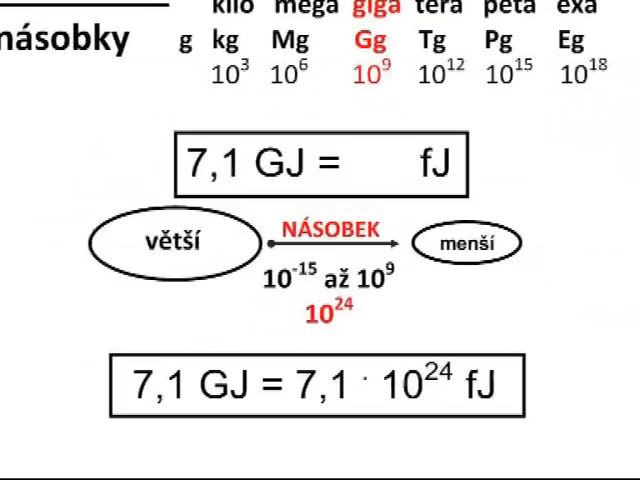 kilo mega giga tera peta exa
násobky g kg Mg Gg Tg Pg Eg
10³ 10⁶ 10⁹ 10¹² 10¹⁵ 10¹⁸
7,1 GJ = fJ
větší NÁSOBEK menší
10⁻¹⁵ až 10⁹
10²⁴
7,1 GJ = 7,1 · 10²⁴ fJ